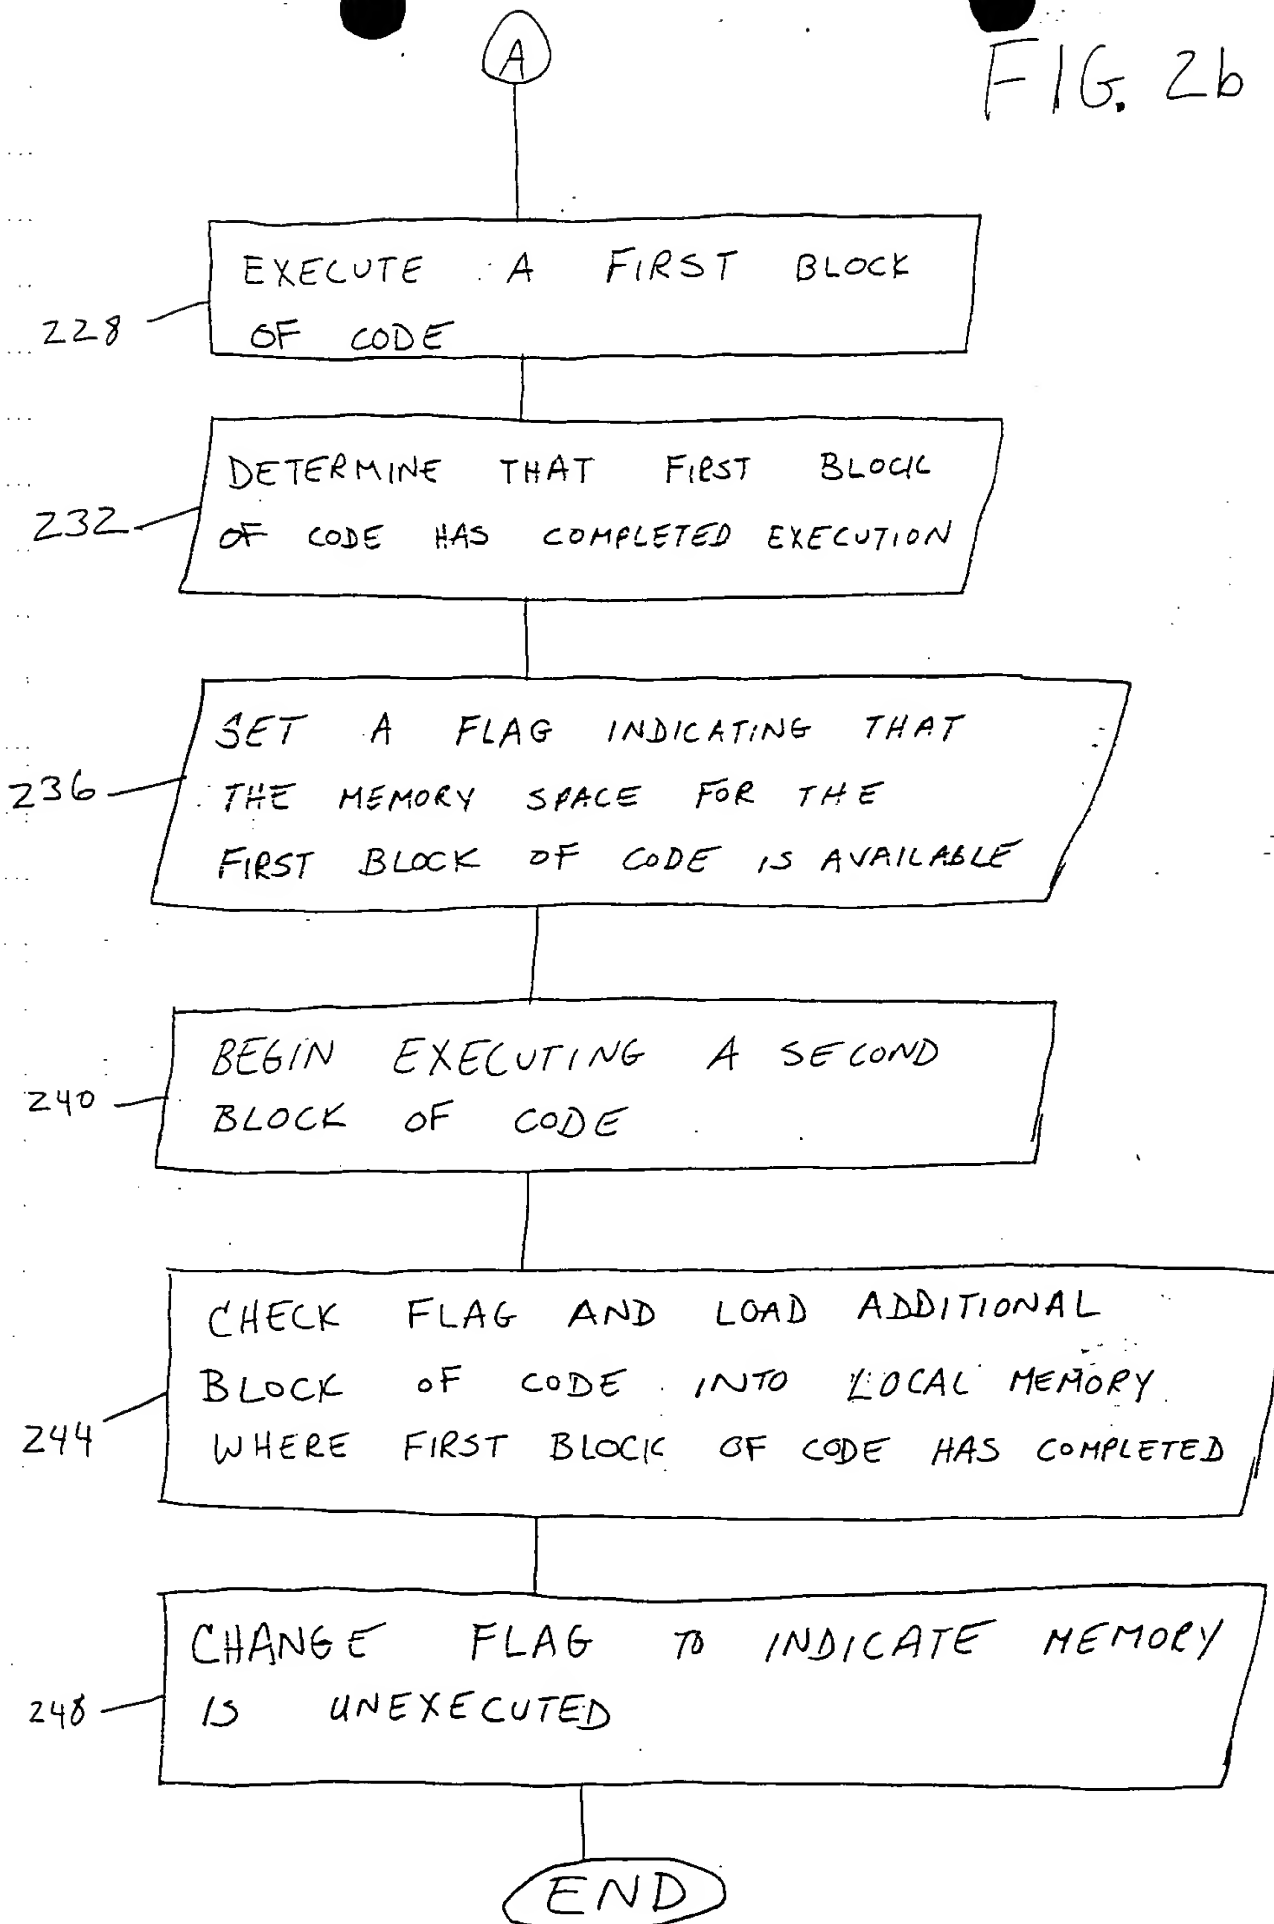 A
FIG. 2b
EXECUTE A FIRST BLOCK
OF CODE
228
DETERMINE THAT FIRST BLOCK
OF CODE HAS COMPLETED EXECUTION
232
SET A FLAG INDICATING THAT
THE MEMORY SPACE FOR THE
FIRST BLOCK OF CODE IS AVAILABLE
236
BEGIN EXECUTING A SECOND
BLOCK OF CODE
240
CHECK FLAG AND LOAD ADDITIONAL
BLOCK OF CODE INTO LOCAL MEMORY
WHERE FIRST BLOCK OF CODE HAS COMPLETED
244
CHANGE FLAG TO INDICATE MEMORY
IS UNEXECUTED
248
END